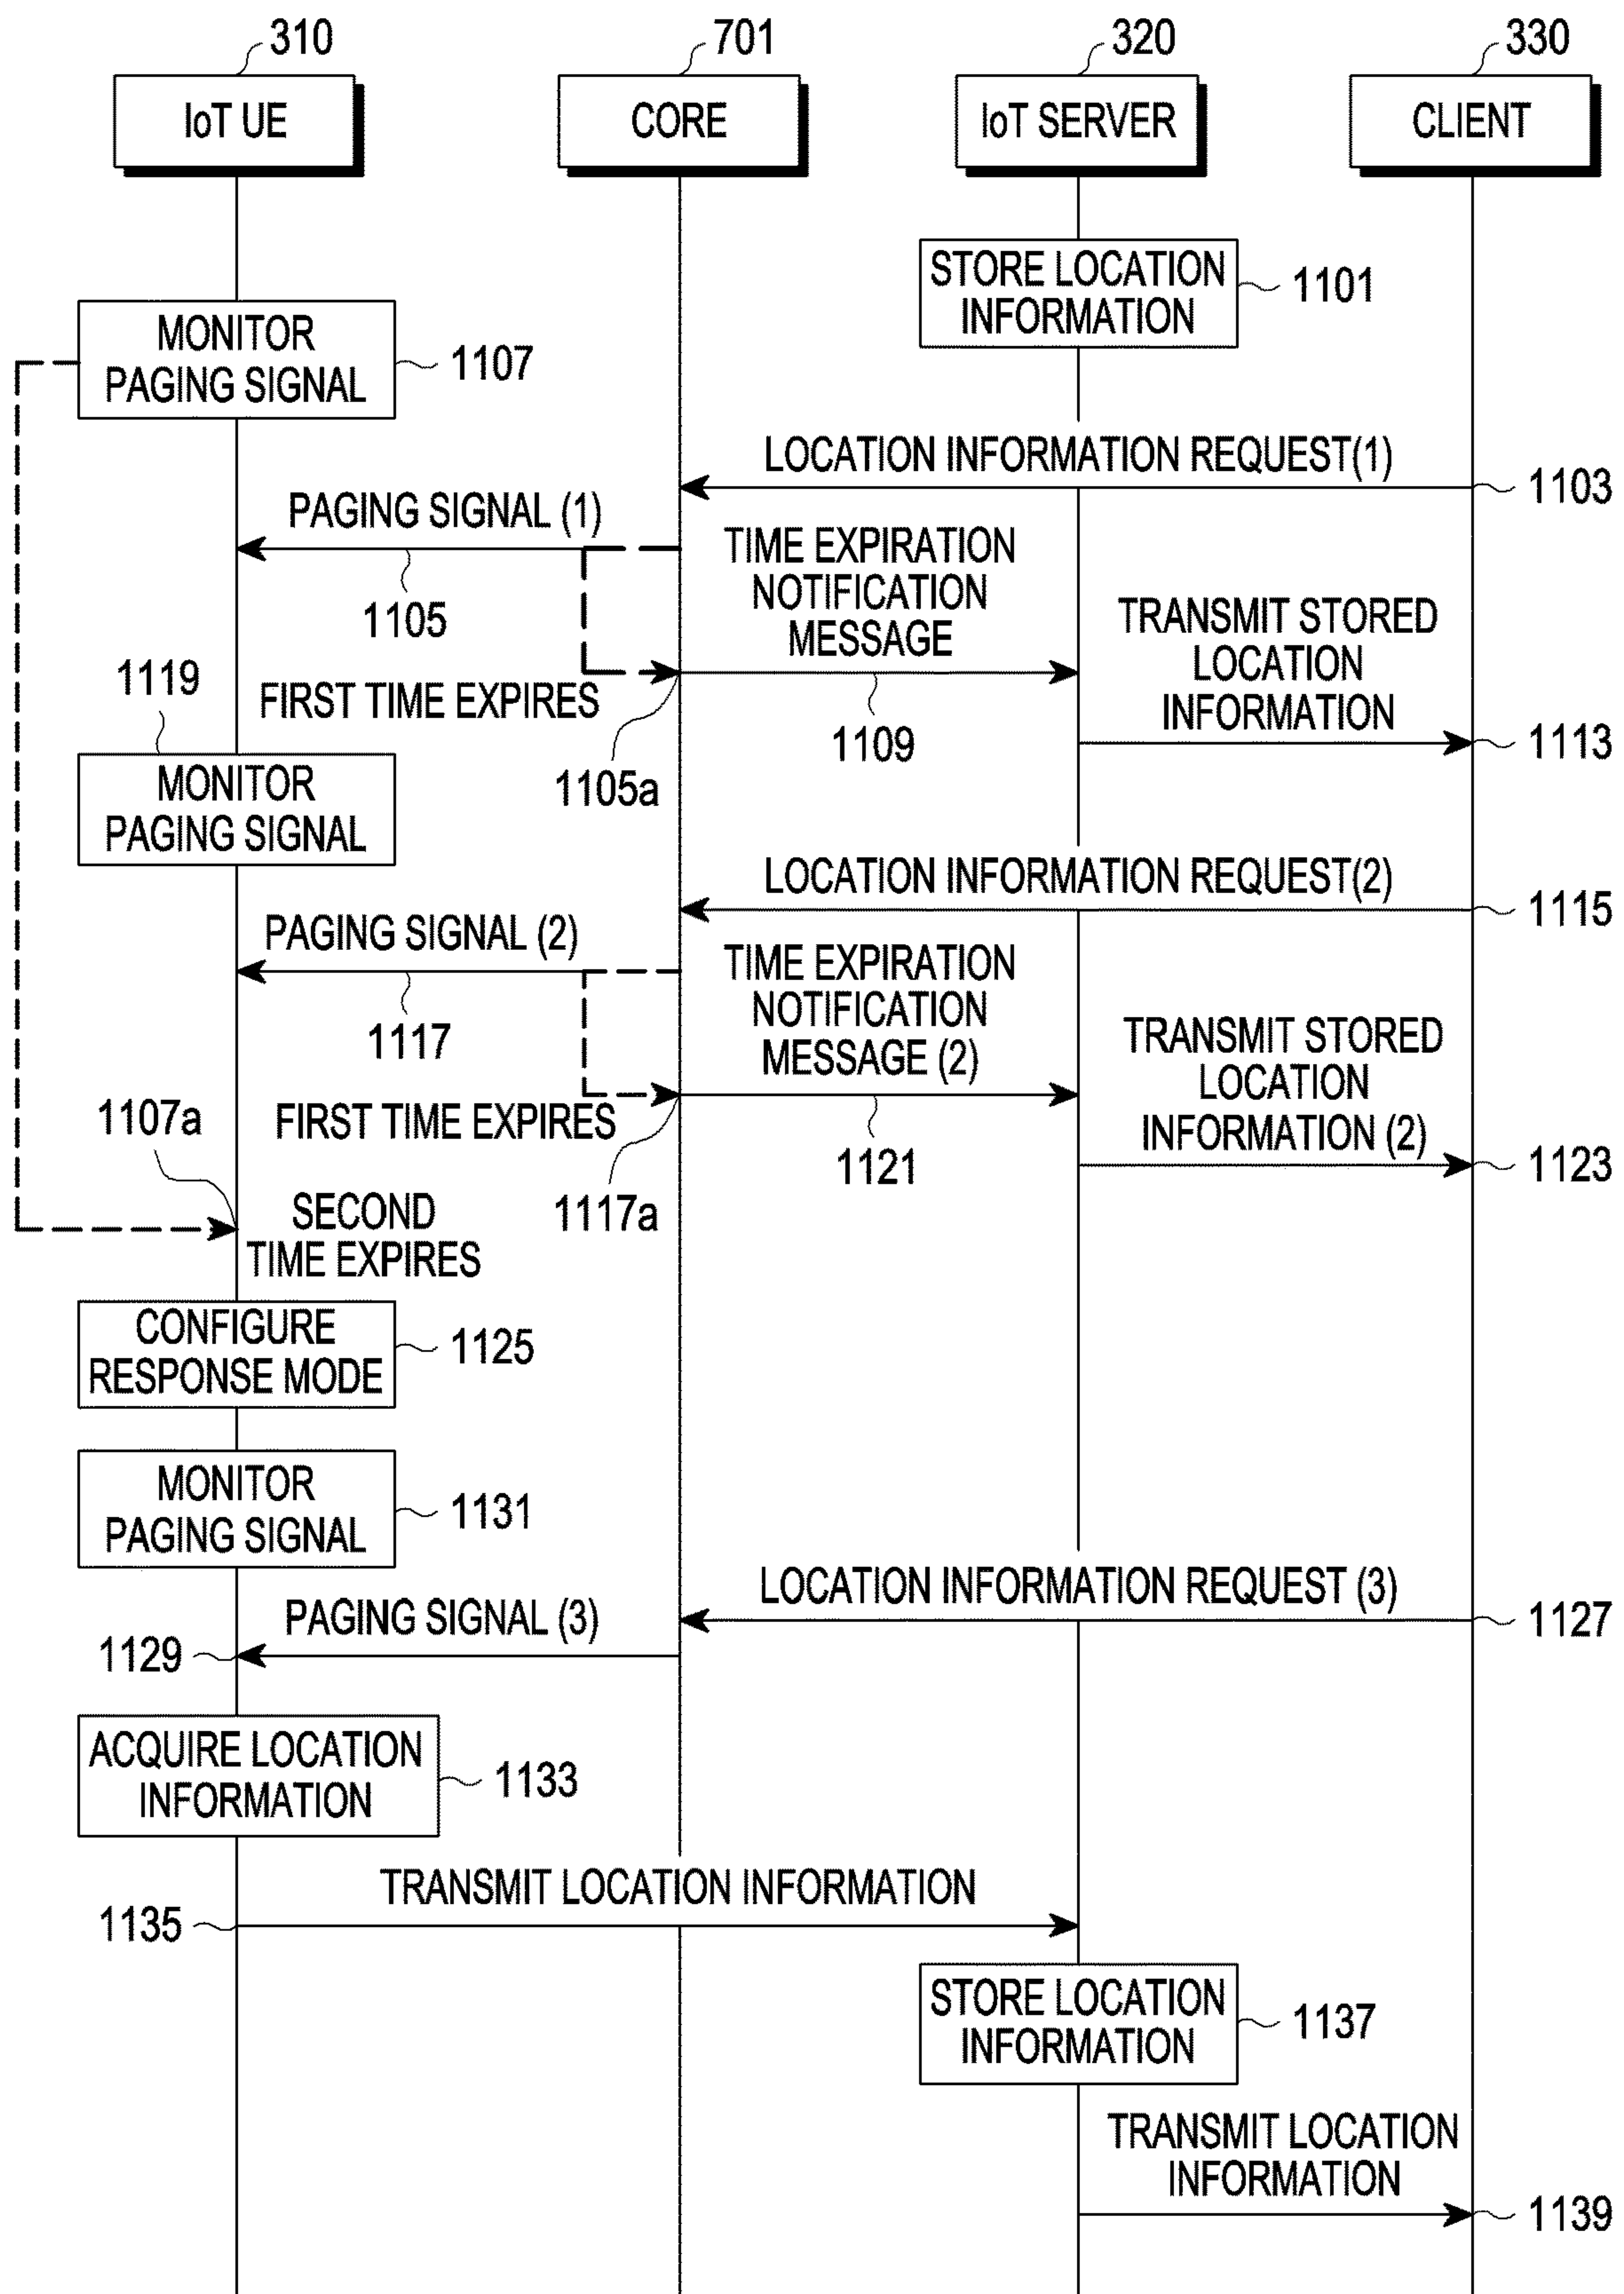 310
701
320
330
IoT UE
CORE
IoT SERVER
CLIENT
STORE LOCATION
INFORMATION
1101
MONITOR
PAGING SIGNAL
1107
LOCATION INFORMATION REQUEST(1)
1103
PAGING SIGNAL (1)
1105
TIME EXPIRATION
NOTIFICATION
MESSAGE
1109
TRANSMIT STORED
LOCATION
INFORMATION
1113
FIRST TIME EXPIRES
1105a
1119
MONITOR
PAGING SIGNAL
LOCATION INFORMATION REQUEST(2)
1115
PAGING SIGNAL (2)
1117
TIME EXPIRATION
NOTIFICATION
MESSAGE (2)
1121
TRANSMIT STORED
LOCATION
INFORMATION (2)
1123
FIRST TIME EXPIRES
1117a
1107a
SECOND
TIME EXPIRES
CONFIGURE
RESPONSE MODE
1125
MONITOR
PAGING SIGNAL
1131
LOCATION INFORMATION REQUEST (3)
1127
PAGING SIGNAL (3)
1129
ACQUIRE LOCATION
INFORMATION
1133
TRANSMIT LOCATION INFORMATION
1135
STORE LOCATION
INFORMATION
1137
TRANSMIT LOCATION
INFORMATION
1139